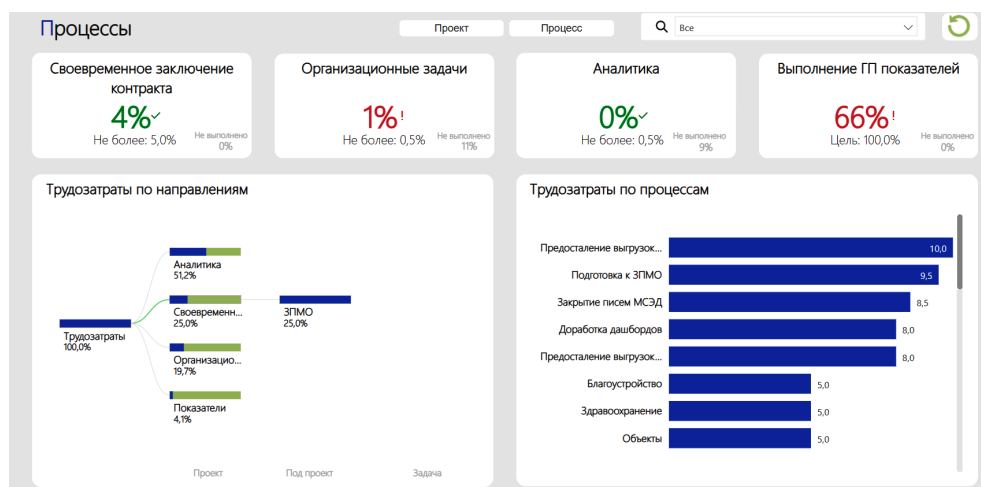 Процессы
Проект
Процесс
Все
Своевременное заключение
контракта
4%
Не более: 5,0%
Не выполнено
0%
Организационные задачи
1%!
Не более: 0,5%
Не выполнено
11%
Аналитика
0%
Не более: 0,5%
Не выполнено
9%
Выполнение ГП показателей
66%!
Цель: 100,0%
Не выполнено
0%
Трудозатраты по направлениям
Трудозатраты
100,0%
Аналитика
51,2%
Своевременн...
25,0%
ЗПМО
25,0%
Организацио...
19,7%
Показатели
4,1%
Проект
Под проект
Задача
Трудозатраты по процессам
Предосталение выгрузок... 10,0
Подготовка к ЗПМО 9,5
Закрытие писем МСЭД 8,5
Доработка дашбордов 8,0
Предосталение выгрузок... 8,0
Благоустройство 5,0
Здравоохранение 5,0
Объекты 5,0